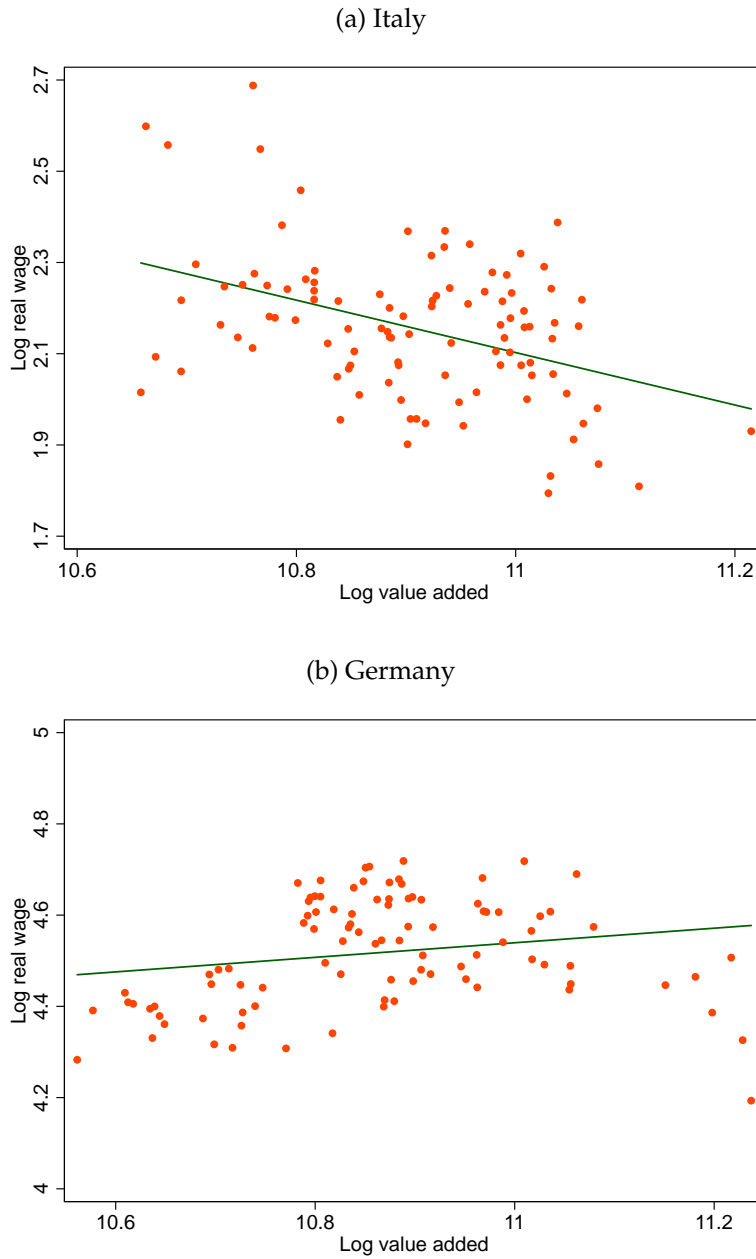 (a) Italy
2.7
2.5
2.3
2.1
1.9
1.7
Log real wage
10.6 10.8 11 11.2
Log value added
(b) Germany
5
4.8
4.6
4.4
4.2
4
Log real wage
10.6 10.8 11 11.2
Log value added